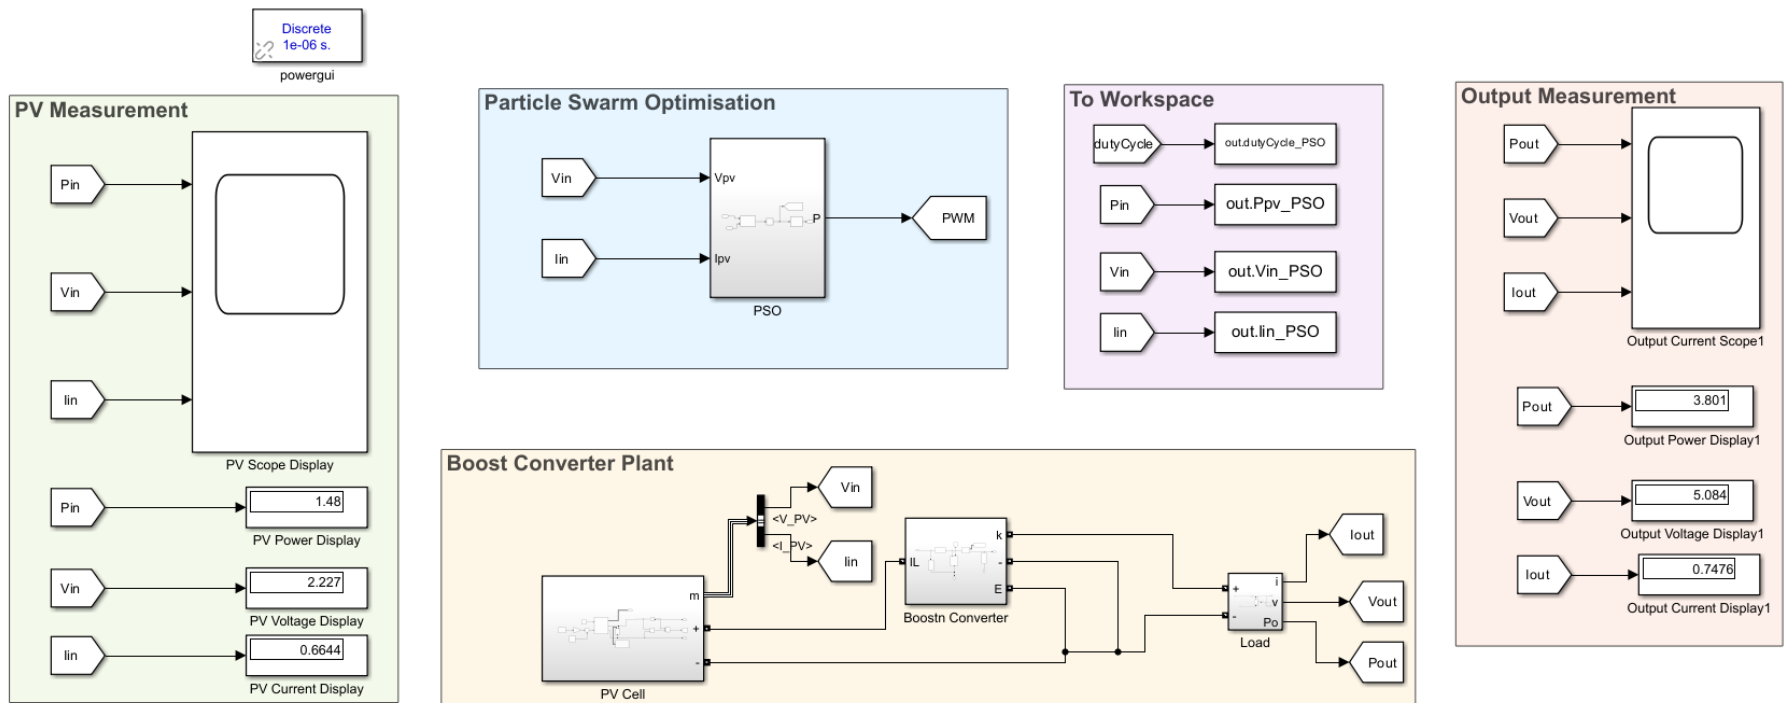 Discrete
1e-06 s.
powergui
PV Measurement
Pin
Vin
Iin
PV Scope Display
Pin
1.48
PV Power Display
Vin
2.227
PV Voltage Display
Iin
0.6644
PV Current Display
Particle Swarm Optimisation
Vin
Vpv
Iin
Ipv
P
PWM
PSO
To Workspace
dutyCycle
out.dutyCycle_PSO
Pin
out.Ppv_PSO
Vin
out.Vin_PSO
Iin
out.Iin_PSO
Boost Converter Plant
Vin
<V_PV>
<I_PV>
Iin
m
+
-
PV Cell
IL
k
-
E
Boostn Converter
+
-
i
v
Po
Load
Iout
Vout
Pout
Output Measurement
Pout
Vout
Iout
Output Current Scope1
Pout
3.801
Output Power Display1
Vout
5.084
Output Voltage Display1
Iout
0.7476
Output Current Display1